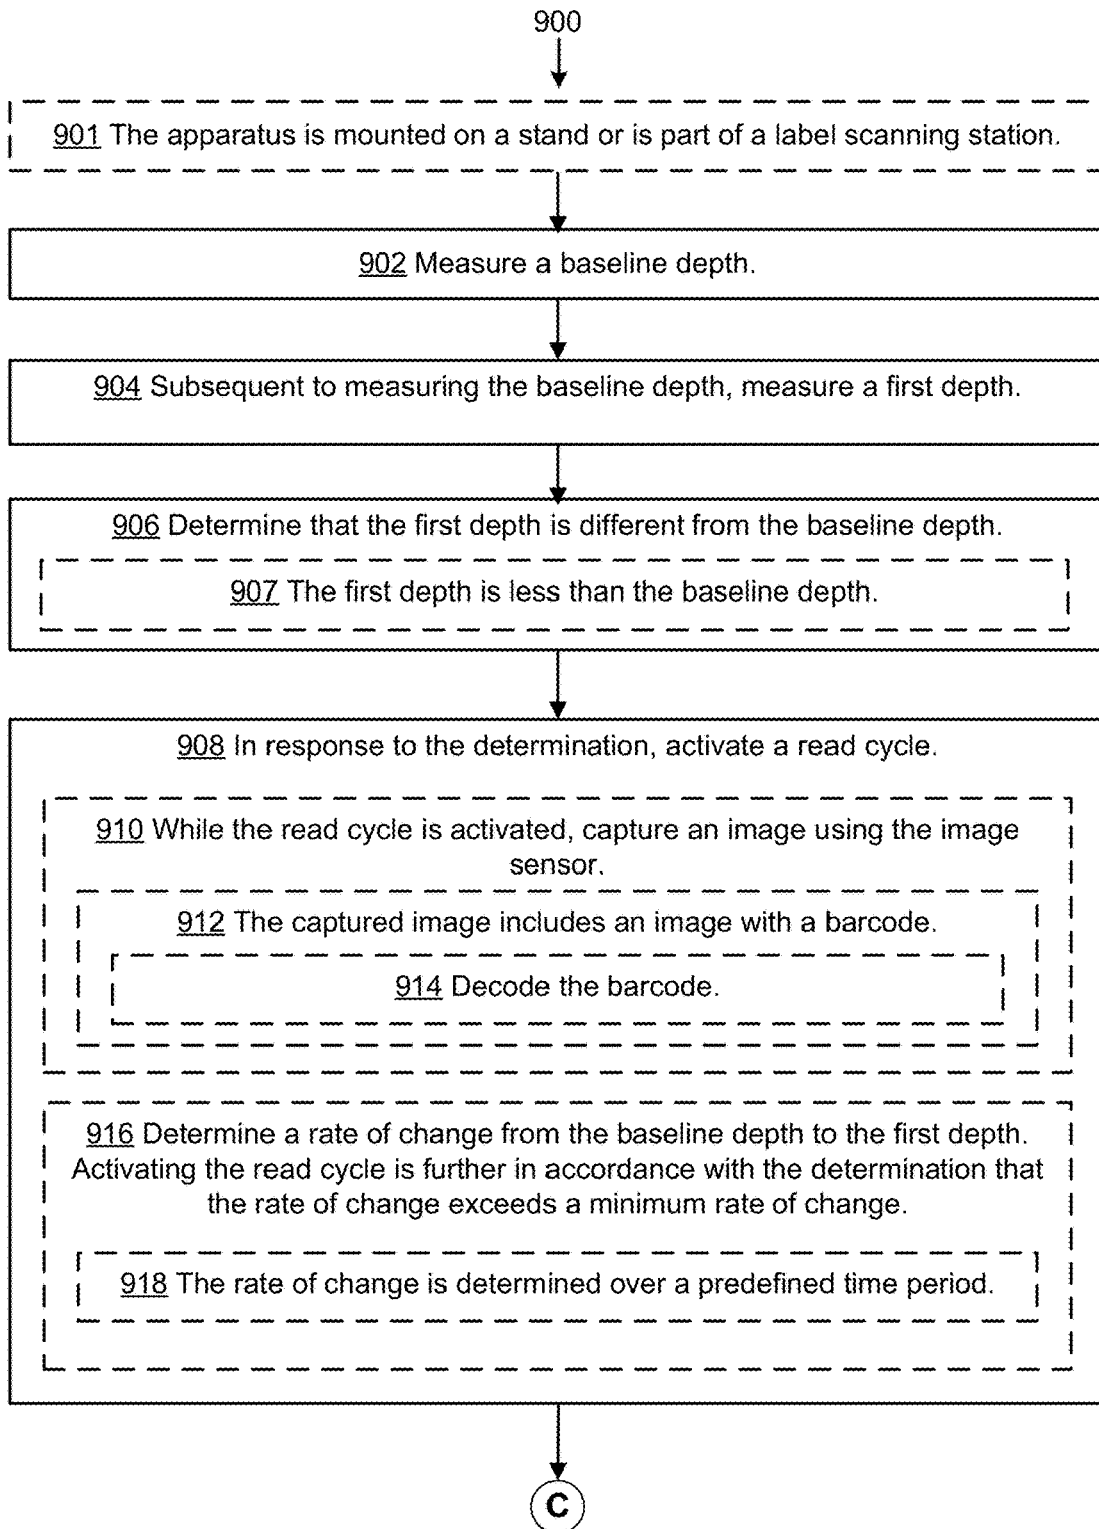 900
901 The apparatus is mounted on a stand or is part of a label scanning station.
902 Measure a baseline depth.
904 Subsequent to measuring the baseline depth, measure a first depth.
906 Determine that the first depth is different from the baseline depth.
907 The first depth is less than the baseline depth.
908 In response to the determination, activate a read cycle.
910 While the read cycle is activated, capture an image using the image
sensor.
912 The captured image includes an image with a barcode.
914 Decode the barcode.
916 Determine a rate of change from the baseline depth to the first depth.
Activating the read cycle is further in accordance with the determination that
the rate of change exceeds a minimum rate of change.
918 The rate of change is determined over a predefined time period.
C